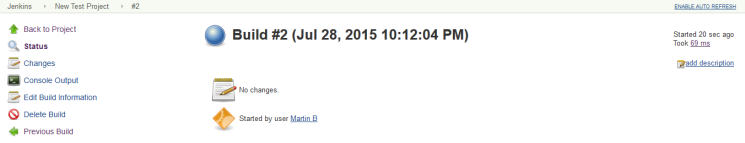 Jenkins New Test Project #2
ENABLE AUTO REFRESH
Back to Project
Status
Changes
Console Output
Edit Build Information
Delete Build
Previous Build
Build #2 (Jul 28, 2015 10:12:04 PM)
No changes.
Started by user Martin B
Started 20 sec ago
Took 69 ms
add description